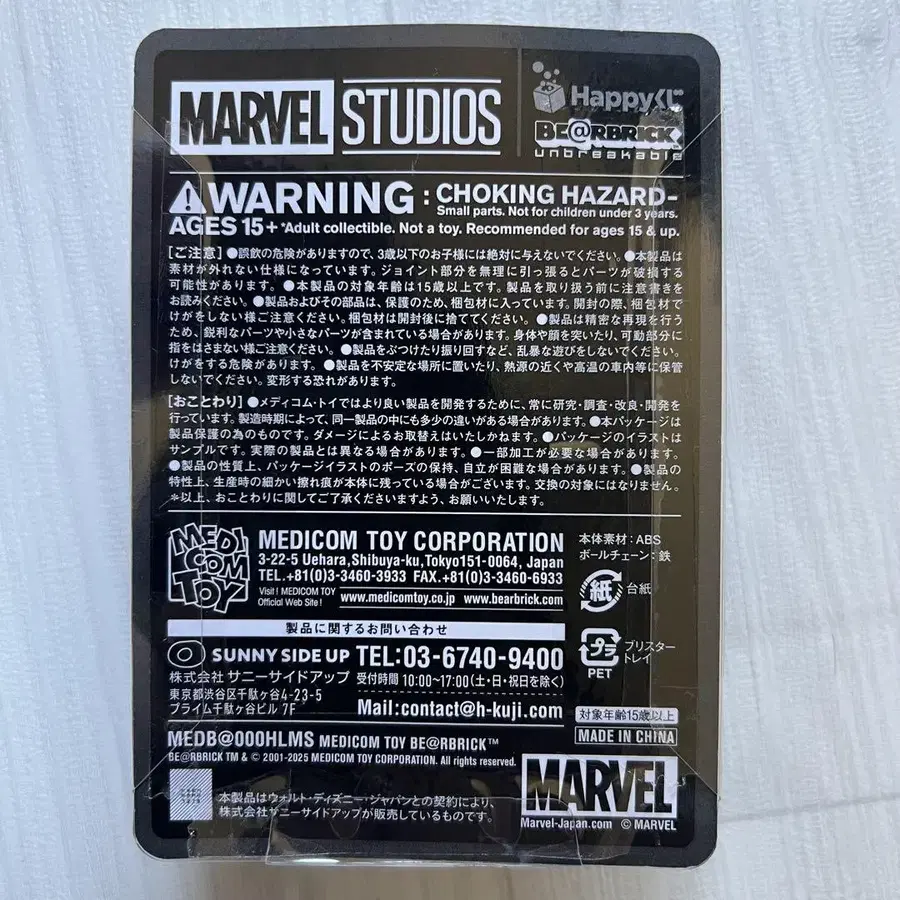 MARVEL STUDIOS
Happyくじ
BE@RBRICK
unbreakable
WARNING : CHOKING HAZARD-
Small parts. Not for children under 3 years.
AGES 15+ *Adult collectible. Not a toy. Recommended for ages 15 & up.
[ご注意] ●誤飲の危険がありますので、3歳以下のお子様には絶対に与えないでください。●本製品は
素材が外れない仕様になっています。ジョイント部分を無理に引っ張るとパーツが破損する
可能性があります。●本製品の対象年齢は15歳以上です。製品を取り扱う前に注意書きを
お読みください。●製品およびその部品は、保護のため、梱包材に入っています。開封の際、梱包材で
けがをしない様ご注意ください。梱包材は開封後に捨ててください。●製品は精密な再現を行う
ため、鋭利なパーツや小さなパーツが含まれている場合があります。身体や顔を突いたり、可動部分に
指をはさまない様ご注意ください。●製品をぶつけたり振り回すなど、乱暴な遊びをしないでください。
けがをする危険があります。●製品を不安定な場所に置いたり、熱源の近くや高温の車内等に保管
しないでください。変形する恐れがあります。
[おことわり] ●メディコム・トイではより良い製品を開発するために、常に研究・調査・改良・開発を
行っています。製造時期によって、同一製品の中にも多少の違いがある場合があります。●本パッケージは
製品保護の為のものです。ダメージによるお取替えはいたしかねます。●パッケージのイラストは
サンプルです。実際の製品とは異なる場合があります。●一部加工が必要な場合があります。
●製品の性質上、パッケージイラストのポーズの保持、自立が困難な場合があります。●製品の
特性上、生産時の細かい擦れ痕が本体に残っている場合がございます。交換の対象にはなりません。
*以上、おことわりに関してご了承くださいますよう、お願いいたします。
MEDI COM TOY
MEDICOM TOY CORPORATION
3-22-5 Uehara,Shibuya-ku,Tokyo151-0064, Japan
TEL.+81(0)3-3460-3933 FAX.+81(0)3-3460-6933
Visit ! MEDICOM TOY
Official Web Site !
www.medicomtoy.co.jp www.bearbrick.com
本体素材：ABS
ボールチェーン：鉄
紙 台紙
プラ ブリスター
トレイ
PET
製品に関するお問い合わせ
SUNNY SIDE UP TEL:03-6740-9400
株式会社 サニーサイドアップ 受付時間 10:00〜17:00(土・日・祝日を除く)
東京都渋谷区千駄ヶ谷4-23-5
プライム千駄ヶ谷ビル 7F
Mail:contact@h-kuji.com
対象年齢15歳以上
MADE IN CHINA
MEDB@000HLMS MEDICOM TOY BE@RBRICK™
BE@RBRICK TM & © 2001-2025 MEDICOM TOY CORPORATION. All rights reserved.
本製品はウォルト・ディズニー・ジャパンとの契約により、
株式会社サニーサイドアップが販売しているものです。
MARVEL
Marvel-Japan.com © MARVEL